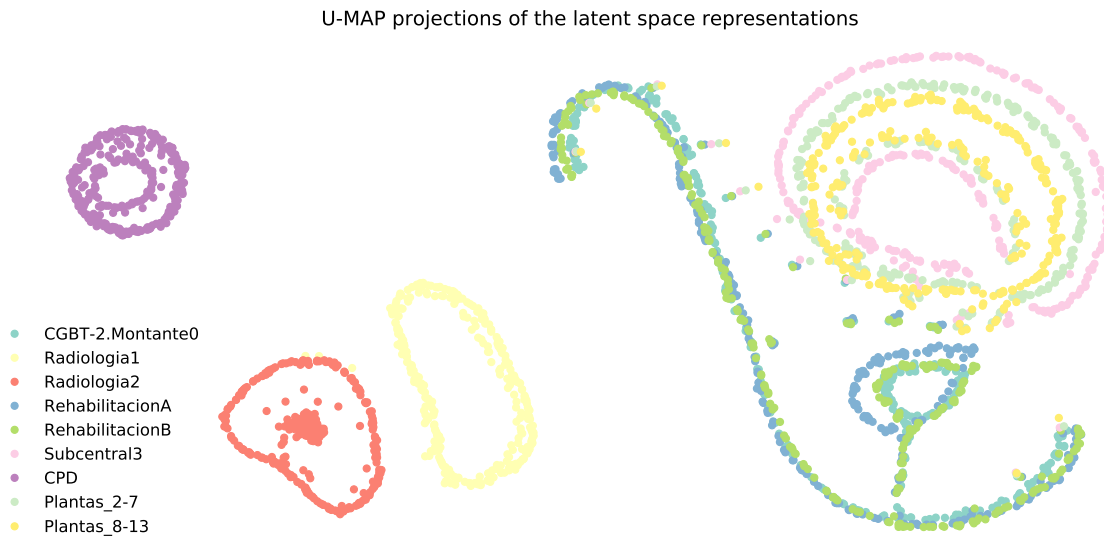 U-MAP projections of the latent space representations
CGBT-2.Montante0
Radiologia1
Radiologia2
RehabilitacionA
RehabilitacionB
Subcentral3
CPD
Plantas_2-7
Plantas_8-13